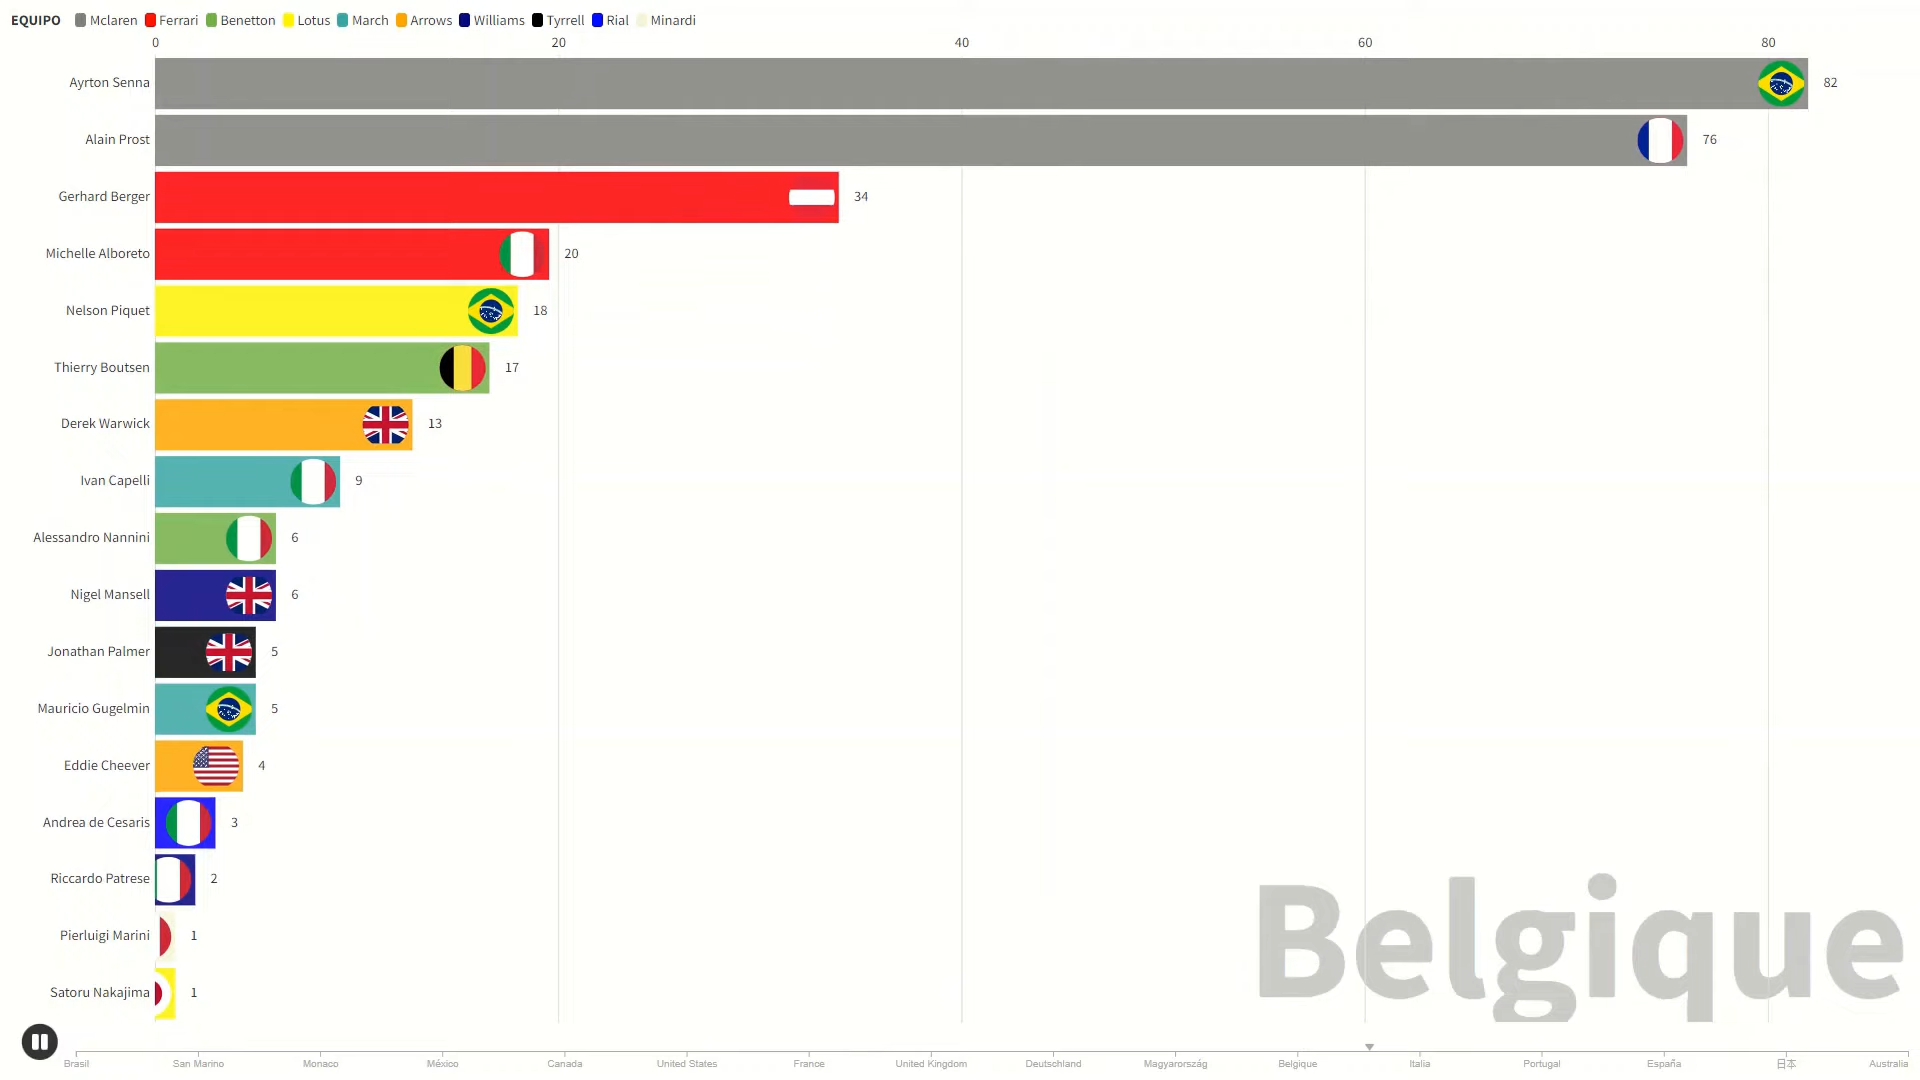 EQUIPO Mclaren Ferrari Benetton Lotus March Arrows Williams Tyrrell Rial Minardi
0 20 40 60 80
Ayrton Senna 82
Alain Prost 76
Gerhard Berger 34
Michelle Alboreto 20
Nelson Piquet 18
Thierry Boutsen 17
Derek Warwick 13
Ivan Capelli 9
Alessandro Nannini 6
Nigel Mansell 6
Jonathan Palmer 5
Mauricio Gugelmin 5
Eddie Cheever 4
Andrea de Cesaris 3
Riccardo Patrese 2
Pierluigi Marini 1
Satoru Nakajima 1
Belgique
Brasil San Marino Monaco México Canada United States France United Kingdom Deutschland Magyarország Belgique Italia Portugal España 日本 Australia